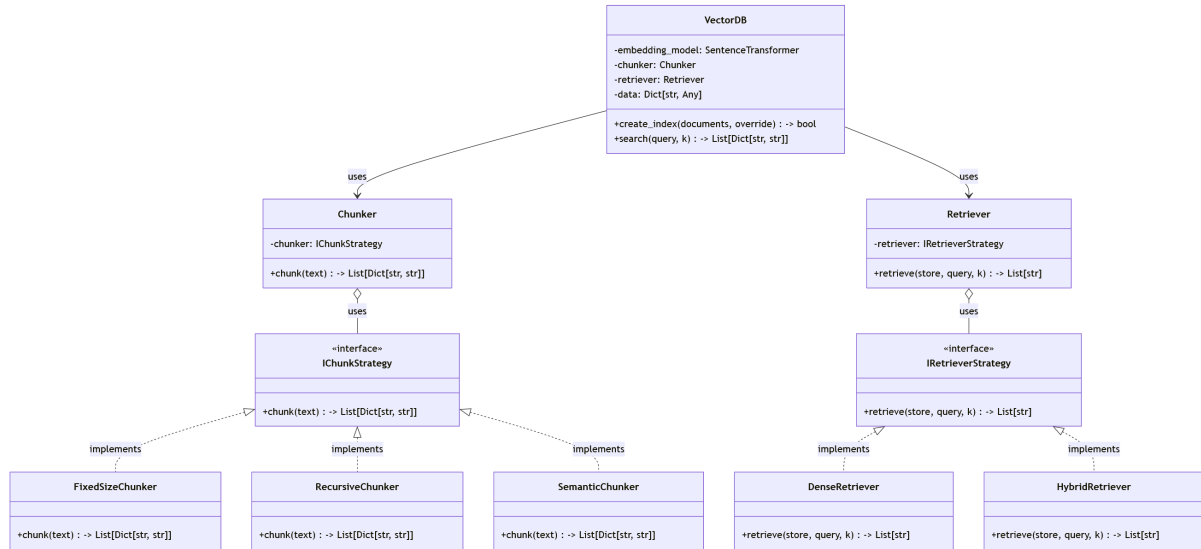 VectorDB
-embedding_model: SentenceTransformer
-chunker: Chunker
-retriever: Retriever
-data: Dict[str, Any]
+create_index(documents, override) : -> bool
+search(query, k) : -> List[Dict[str, str]]
uses
uses
Chunker
-chunker: IChunkStrategy
+chunk(text) : -> List[Dict[str, str]]
Retriever
-retriever: IRetrieverStrategy
+retrieve(store, query, k) : -> List[str]
uses
uses
«interface»
IChunkStrategy
+chunk(text) : -> List[Dict[str, str]]
«interface»
IRetrieverStrategy
+retrieve(store, query, k) : -> List[str]
implements
implements
implements
implements
implements
FixedSizeChunker
+chunk(text) : -> List[Dict[str, str]]
RecursiveChunker
+chunk(text) : -> List[Dict[str, str]]
SemanticChunker
+chunk(text) : -> List[Dict[str, str]]
DenseRetriever
+retrieve(store, query, k) : -> List[str]
HybridRetriever
+retrieve(store, query, k) : -> List[str]